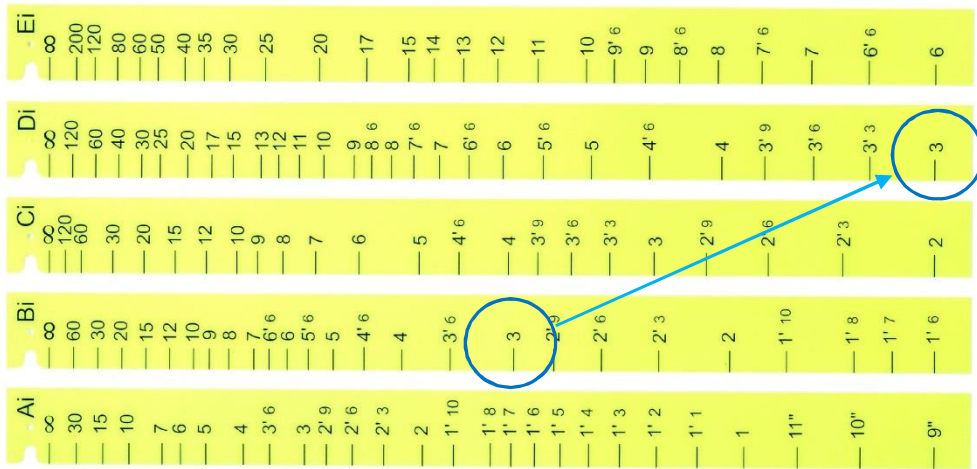 Ei ∞ 200 120 80 60 50 40 35 30 25 20 17 15 14 13 12 11 10 9' 6 9 8' 6 8 7' 6 7 6' 6 6
Di ∞ 120 60 40 30 25 20 17 15 13 12 11 10 9 8 6 8 7' 6 7 6' 6 6 5' 6 5 4' 6 4 3' 9 3' 6 3' 3 3
Ci ∞ 120 60 30 20 15 12 10 9 8 7 6 5 4' 6 4 3' 9 3' 6 3' 3 3 2' 9 2' 6 2' 3 2
Bi ∞ 60 30 20 15 12 10 9 8 7 6' 6 6 5' 6 5 4' 6 4 3' 6 3 2' 9 2' 6 2' 3 2 1' 10 1' 8 1' 7 1' 6
Ai ∞ 30 15 10 7 6 5 4 3' 6 3 2' 9 2' 6 2' 3 2 1' 10 1' 8 1' 7 1' 6 1' 5 1' 4 1' 3 1' 2 1' 1 1 11" 10" 9"